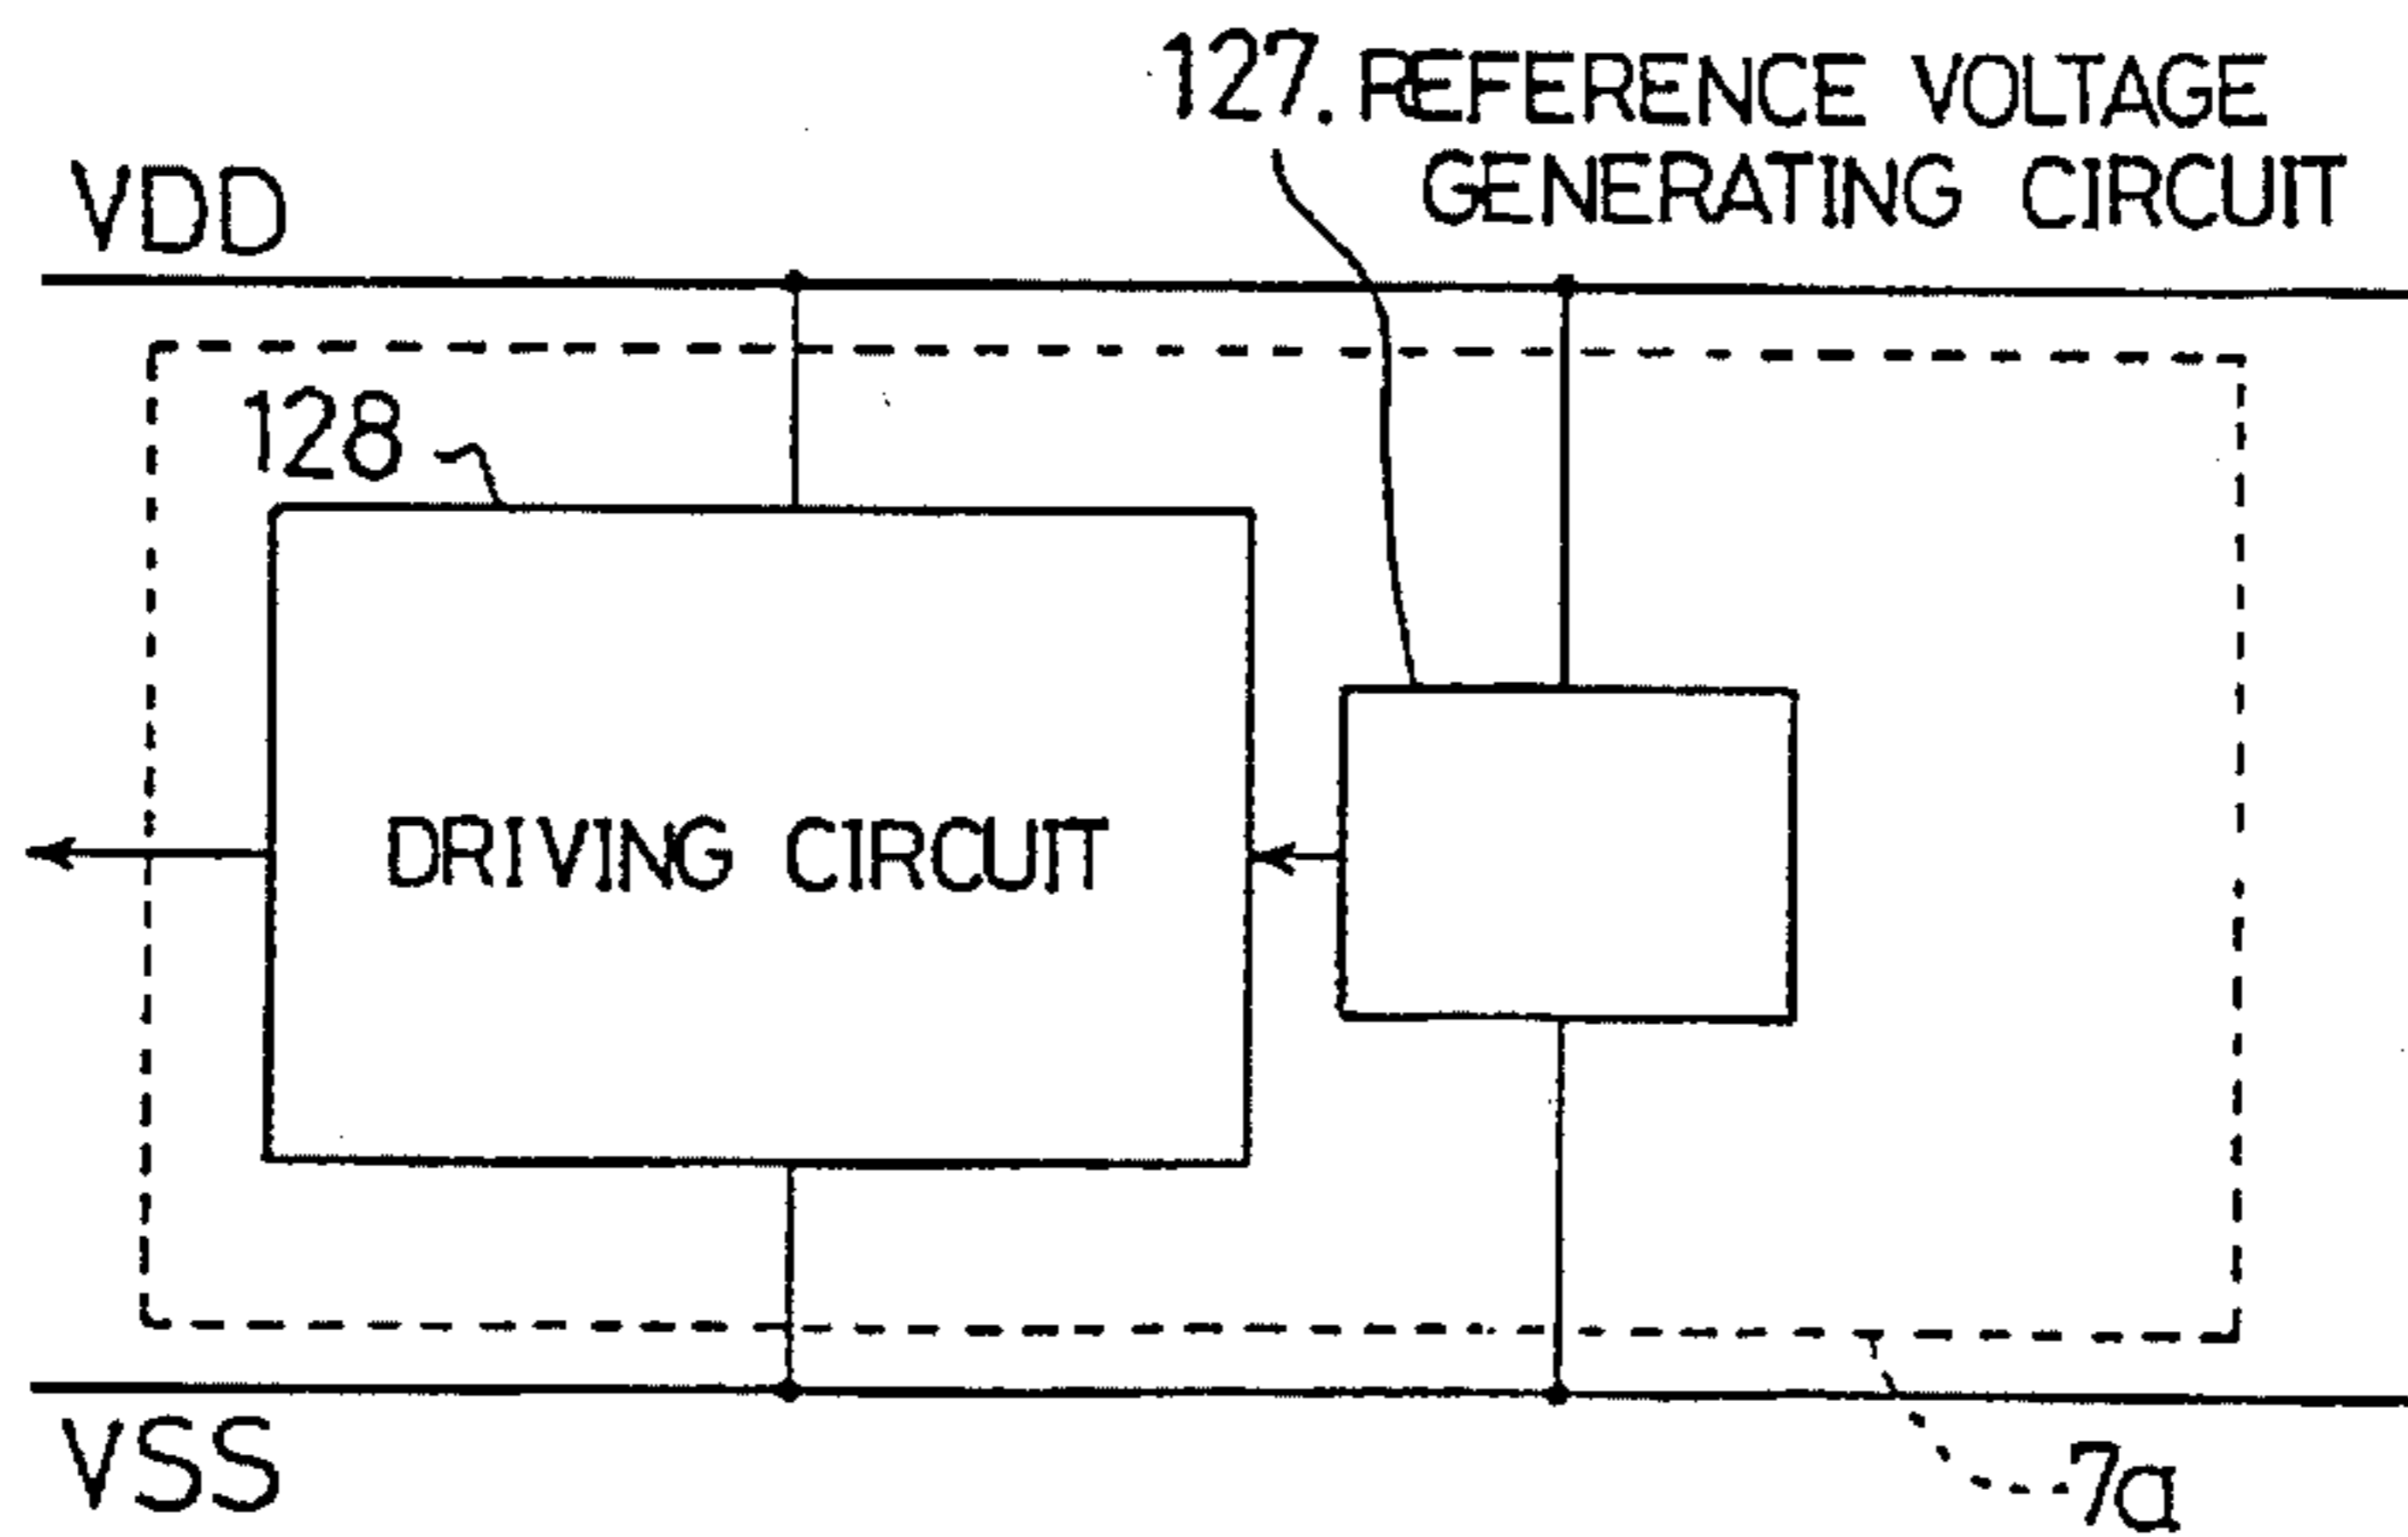 127. REFERENCE VOLTAGE
GENERATING CIRCUIT
VDD
128
DRIVING CIRCUIT
VSS
7a